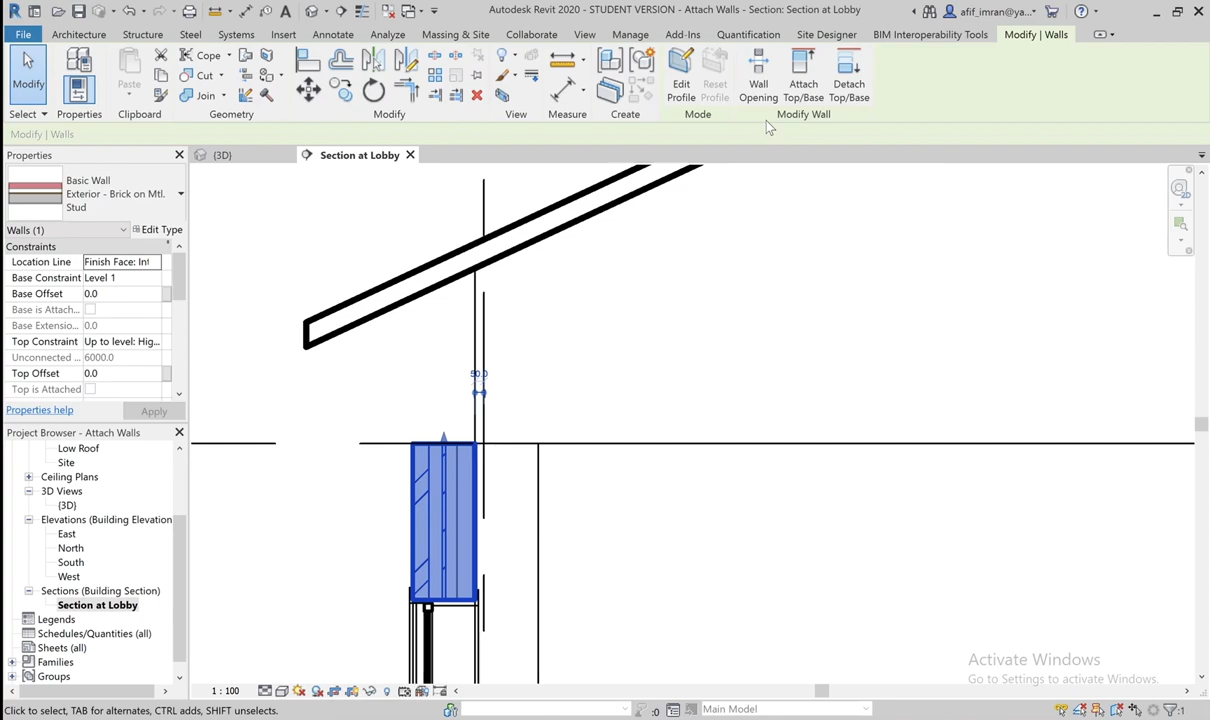 Autodesk Revit 2020 - STUDENT VERSION - Attach Walls - Section: Section at Lobby
afif_imran@ya...
File Architecture Structure Steel Systems Insert Annotate Analyze Massing & Site Collaborate View Manage Add-Ins Quantification Site Designer BIM Interoperability Tools Modify | Walls
Modify
Paste
Cope
Cut
Join
Edit Profile
Reset Profile
Wall Opening
Attach Top/Base
Detach Top/Base
Select Properties Clipboard Geometry Modify View Measure Create Mode Modify Wall
Modify | Walls
Properties
{3D}
Section at Lobby
Basic Wall
Exterior - Brick on Mtl.
Stud
Walls (1) Edit Type
Constraints
Location Line Finish Face: Int
Base Constraint Level 1
Base Offset 0.0
Base is Attach...
Base Extensio... 0.0
Top Constraint Up to level: Hig...
Unconnected ... 6000.0
Top Offset 0.0
Top is Attached
Properties help Apply
50.0
Project Browser - Attach Walls
Low Roof
Site
Ceiling Plans
3D Views
{3D}
Elevations (Building Elevation
East
North
South
West
Sections (Building Section)
Section at Lobby
Legends
Schedules/Quantities (all)
Sheets (all)
Families
Groups
1 : 100
Activate Windows
Go to Settings to activate Windows.
Click to select, TAB for alternates, CTRL adds, SHIFT unselects.
:0
Main Model
:1